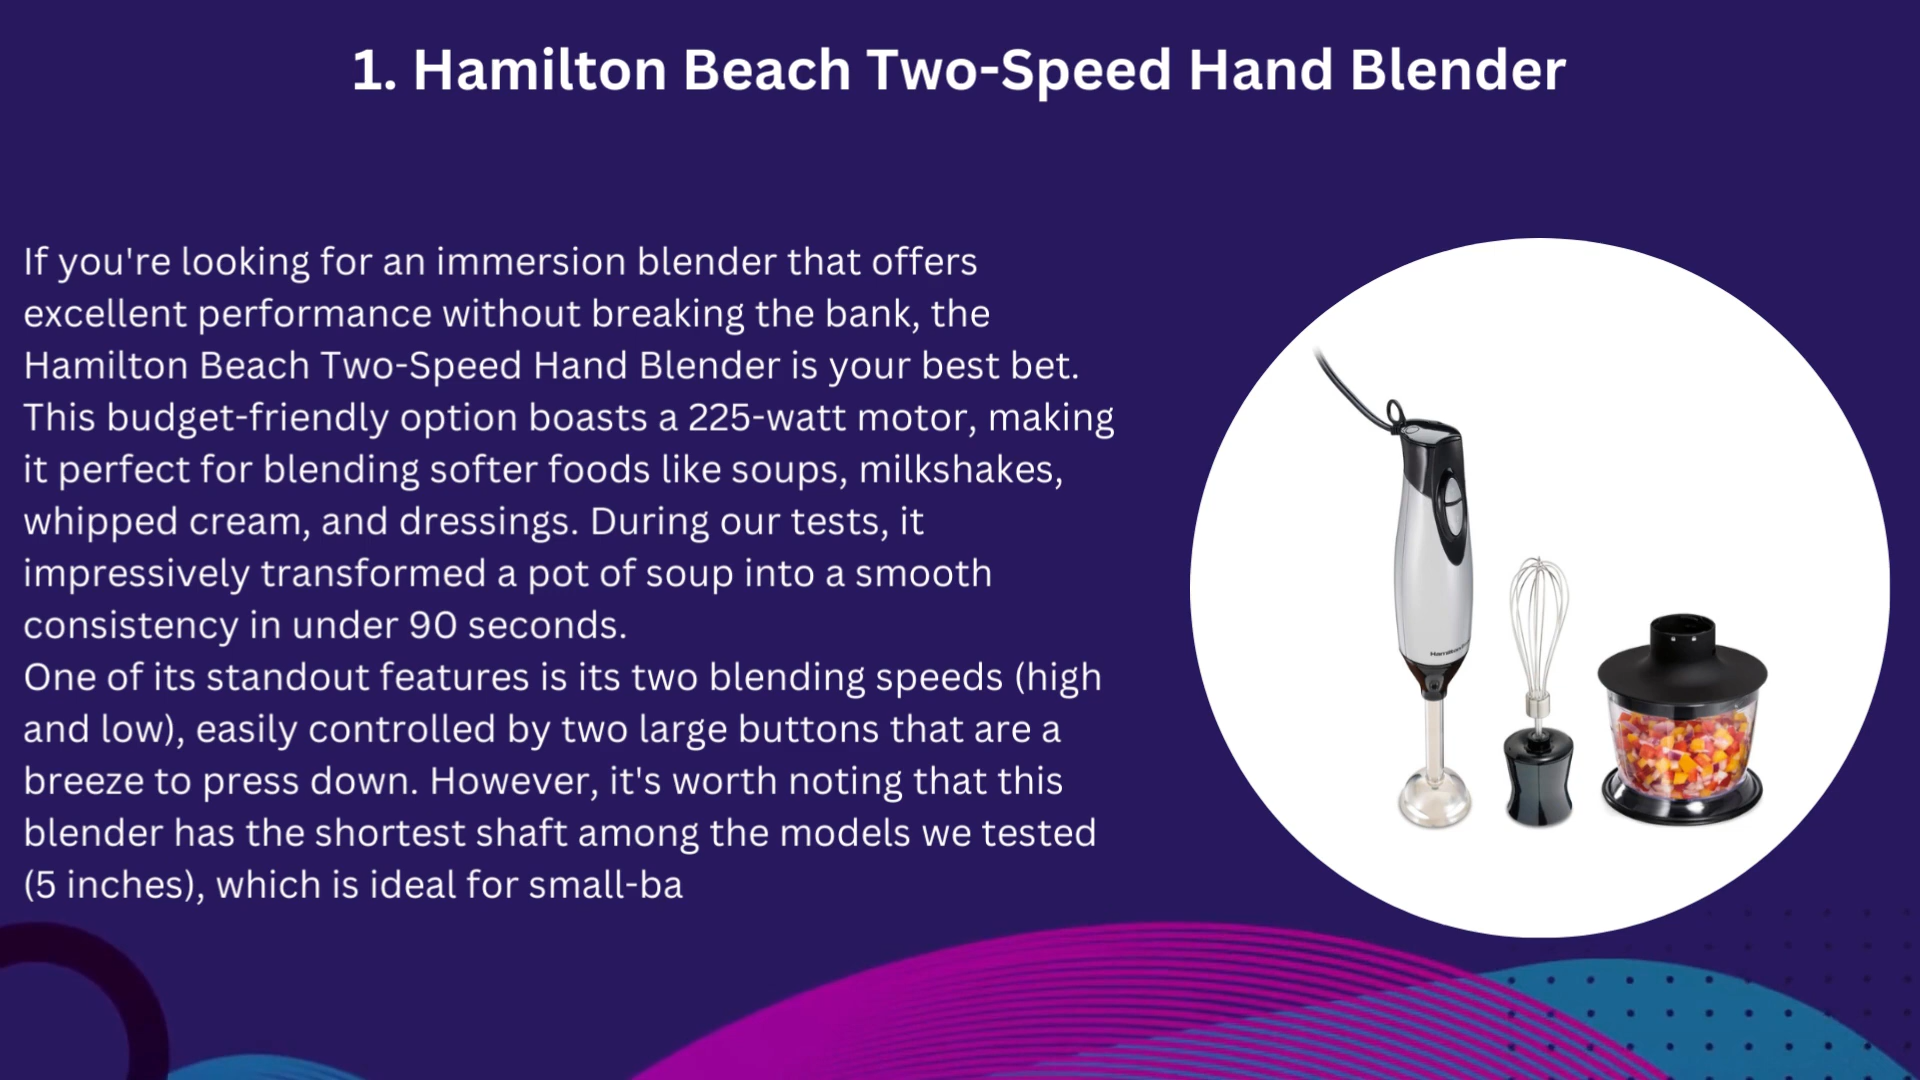 1. Hamilton Beach Two-Speed Hand Blender
If you're looking for an immersion blender that offers
excellent performance without breaking the bank, the
Hamilton Beach Two-Speed Hand Blender is your best bet.
This budget-friendly option boasts a 225-watt motor, making
it perfect for blending softer foods like soups, milkshakes,
whipped cream, and dressings. During our tests, it
impressively transformed a pot of soup into a smooth
consistency in under 90 seconds.
One of its standout features is its two blending speeds (high
and low), easily controlled by two large buttons that are a
breeze to press down. However, it's worth noting that this
blender has the shortest shaft among the models we tested
(5 inches), which is ideal for small-ba